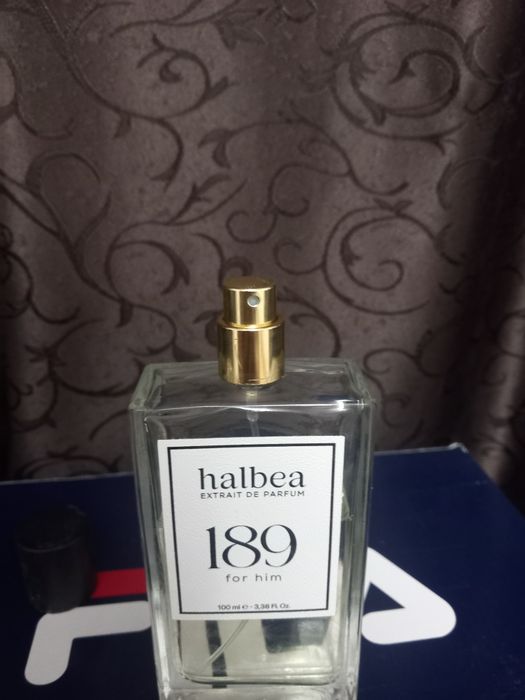 halbea
EXTRAIT DE PARFUM
189
for him
100 ml e - 3,38 Fl. Oz.